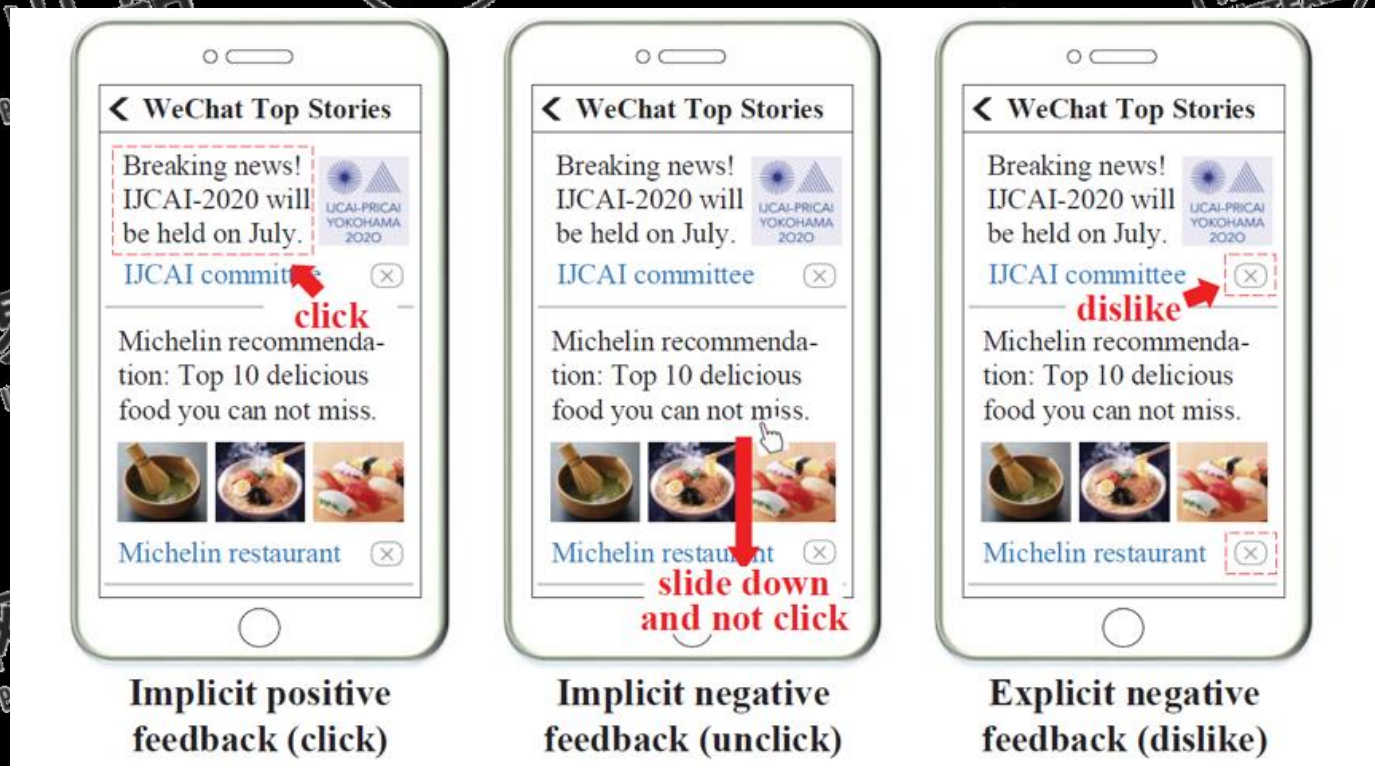 WeChat Top Stories
Breaking news!
IJCAI-2020 will
be held on July.
IJCAI-PRICAI
YOKOHAMA
2020
IJCAI committee
click
Michelin recommenda-
tion: Top 10 delicious
food you can not miss.
Michelin restaurant
Implicit positive
feedback (click)
WeChat Top Stories
Breaking news!
IJCAI-2020 will
be held on July.
IJCAI-PRICAI
YOKOHAMA
2020
IJCAI committee
Michelin recommenda-
tion: Top 10 delicious
food you can not miss.
Michelin restaurant
slide down
and not click
Implicit negative
feedback (unclick)
WeChat Top Stories
Breaking news!
IJCAI-2020 will
be held on July.
IJCAI-PRICAI
YOKOHAMA
2020
IJCAI committee
dislike
Michelin recommenda-
tion: Top 10 delicious
food you can not miss.
Michelin restaurant
Explicit negative
feedback (dislike)